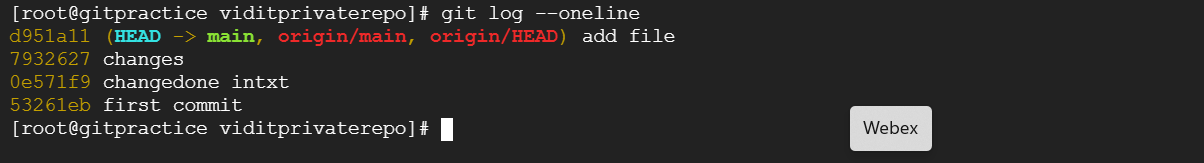 [root@gitpractice viditprivaterepo]# git log --oneline
d951a11 (HEAD -> main, origin/main, origin/HEAD) add file
7932627 changes
0e571f9 changedone intxt
53261eb first commit
[root@gitpractice viditprivaterepo]#
Webex